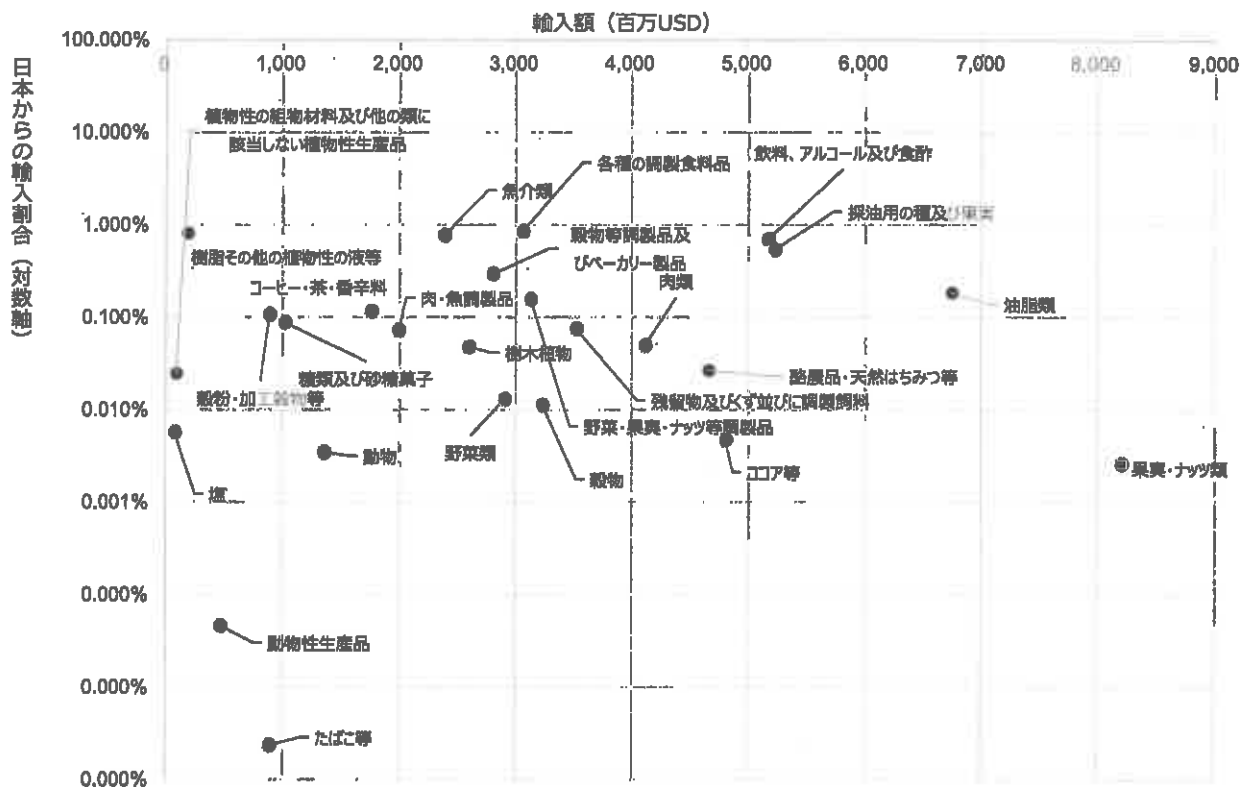 輸入額（百万USD）
日本からの輸入割合（対数軸）
100.000%
0
1,000
2,000
3,000
4,000
5,000
6,000
7,000
8,000
9,000
植物性の組物材料及び他の類に
該当しない植物性生産品
10.000%
各種の調製食料品
飲料、アルコール及び食酢
魚介類
採油用の種及び果実
1.000%
穀物等調製品及
びベーカリー製品
樹脂その他の植物性の液等
コーヒー・茶・香辛料
肉類
肉・魚調製品
油脂類
0.100%
樹木植物
糖類及び砂糖菓子
酪農品・天然はちみつ等
穀粉・加工穀物等
残留物及びくず並びに調製飼料
0.010%
野菜・果実・ナッツ等調製品
野菜類
動物
穀物
ココア等
果実・ナッツ類
塩
0.001%
0.000%
動物性生産品
0.000%
たばこ等
0.000%